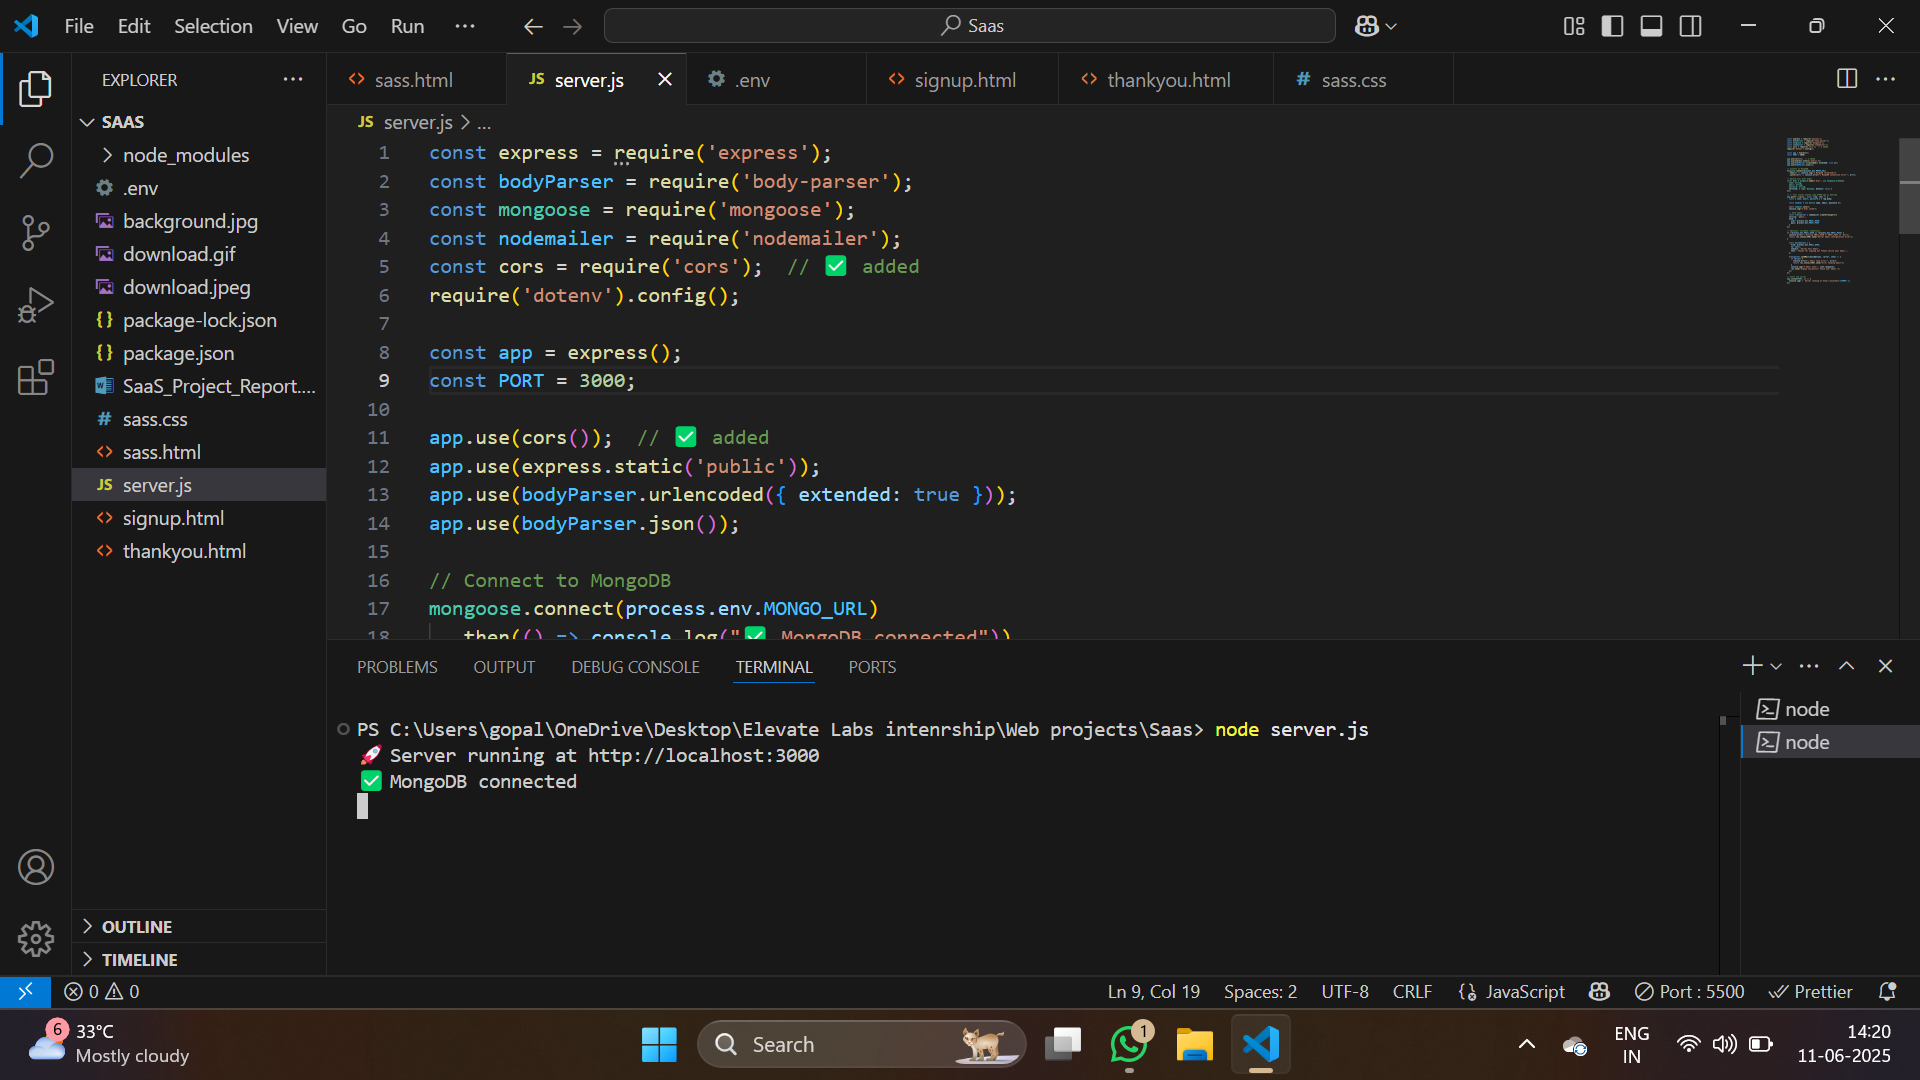 File Edit Selection View Go Run ... Saas
EXPLORER
SAAS
node_modules
.env
background.jpg
download.gif
download.jpeg
package-lock.json
package.json
SaaS_Project_Report....
sass.css
sass.html
server.js
signup.html
thankyou.html
OUTLINE
TIMELINE
sass.html JS server.js .env signup.html thankyou.html # sass.css
JS server.js > ...
1 const express = require('express');
2 const bodyParser = require('body-parser');
3 const mongoose = require('mongoose');
4 const nodemailer = require('nodemailer');
5 const cors = require('cors');  // ✅ added
6 require('dotenv').config();
7
8 const app = express();
9 const PORT = 3000;
10
11 app.use(cors());  // ✅ added
12 app.use(express.static('public'));
13 app.use(bodyParser.urlencoded({ extended: true }));
14 app.use(bodyParser.json());
15
16 // Connect to MongoDB
17 mongoose.connect(process.env.MONGO_URL)
18 .then(() => console.log("✅ MongoDB connected"))
PROBLEMS OUTPUT DEBUG CONSOLE TERMINAL PORTS
PS C:\Users\gopal\OneDrive\Desktop\Elevate Labs intenrship\Web projects\Saas> node server.js
🚀 Server running at http://localhost:3000
✅ MongoDB connected
node
node
0 0 Ln 9, Col 19 Spaces: 2 UTF-8 CRLF {} JavaScript Port : 5500 Prettier
6 33°C
Mostly cloudy
Search
1
ENG
IN
14:20
11-06-2025